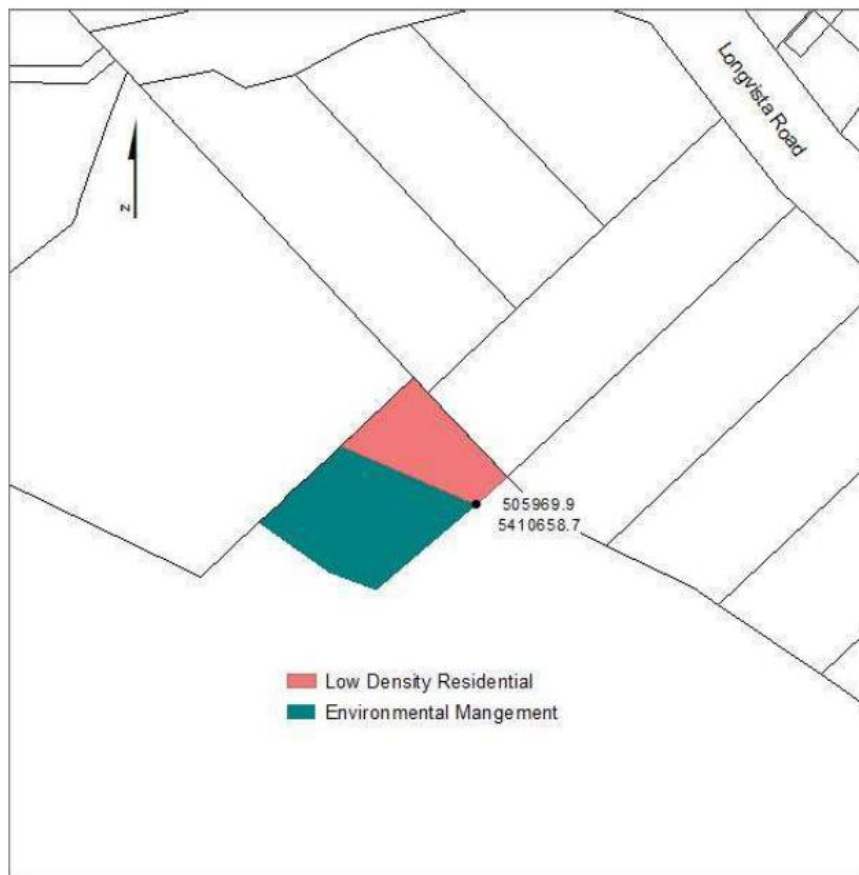 Longvista Road
z
505969.9
5410658.7
Low Density Residential
Environmental Mangement